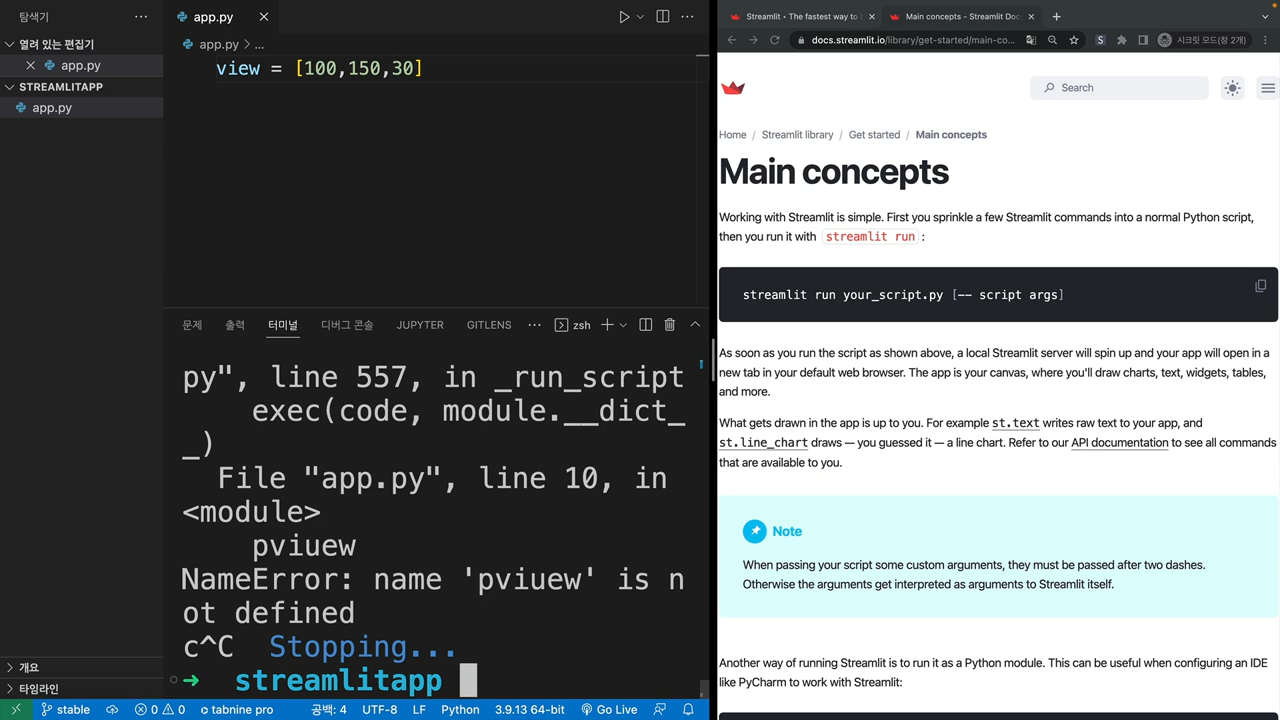 탐색기
app.py
Streamlit • The fastest way to
Main concepts - Streamlit Doc
열려 있는 편집기
app.py
STREAMLITAPP
app.py
app.py > ...
view = [100,150,30]
docs.streamlit.io/library/get-started/main-co...
시크릿 모드(창 2개)
Search
Home / Streamlit library / Get started / Main concepts
Main concepts
Working with Streamlit is simple. First you sprinkle a few Streamlit commands into a normal Python script,
then you run it with streamlit run :
streamlit run your_script.py [-- script args]
As soon as you run the script as shown above, a local Streamlit server will spin up and your app will open in a
new tab in your default web browser. The app is your canvas, where you'll draw charts, text, widgets, tables,
and more.
What gets drawn in the app is up to you. For example st.text writes raw text to your app, and
st.line_chart draws — you guessed it — a line chart. Refer to our API documentation to see all commands
that are available to you.
Note
When passing your script some custom arguments, they must be passed after two dashes.
Otherwise the arguments get interpreted as arguments to Streamlit itself.
Another way of running Streamlit is to run it as a Python module. This can be useful when configuring an IDE
like PyCharm to work with Streamlit:
문제 출력 터미널 디버그 콘솔 JUPYTER GITLENS zsh
py", line 557, in _run_script
exec(code, module.__dict_
_)
File "app.py", line 10, in
<module>
pviuew
NameError: name 'pviuew' is n
ot defined
c^C Stopping...
➜ streamlitapp
개요
타임라인
stable 0 0 tabnine pro 공백: 4 UTF-8 LF Python 3.9.13 64-bit Go Live